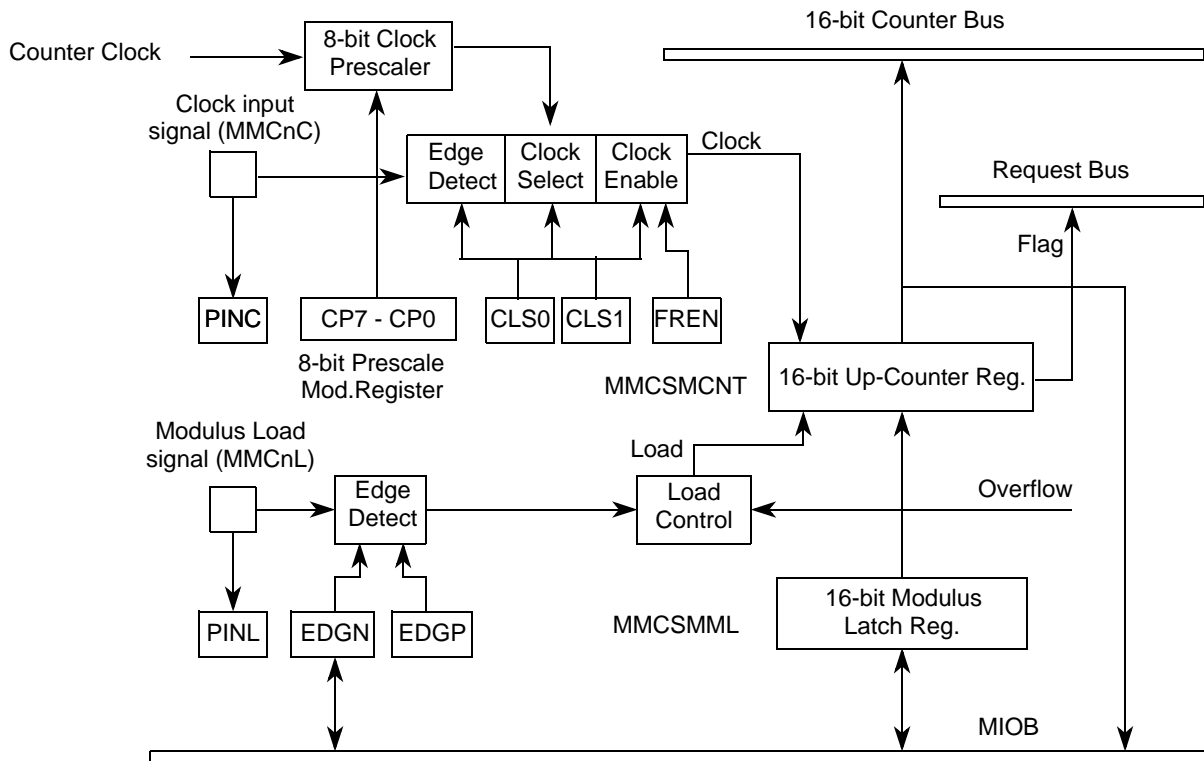 16-bit Counter Bus
Counter Clock
8-bit Clock
Prescaler
Clock input
signal (MMCnC)
Edge
Detect
Clock
Select
Clock
Enable
Clock
Request Bus
Flag
PINC
CP7 - CP0
CLS0
CLS1
FREN
8-bit Prescale
Mod.Register
MMCSMCNT
16-bit Up-Counter Reg.
Modulus Load
signal (MMCnL)
Load
Edge
Detect
Load
Control
Overflow
PINL
EDGN
EDGP
MMCSMML
16-bit Modulus
Latch Reg.
MIOB